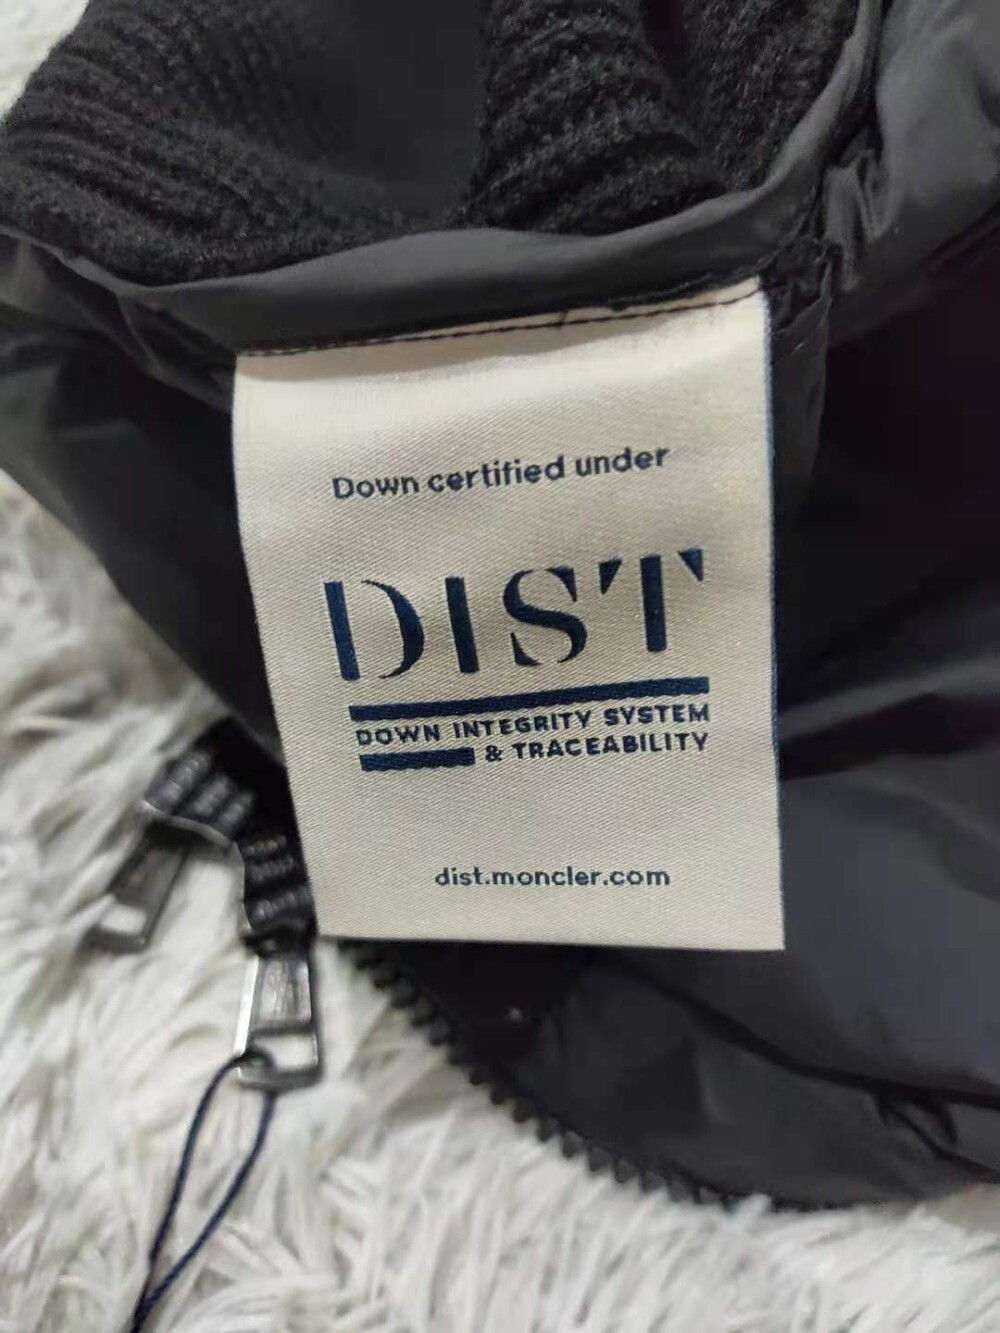 Down certified under
DIST
DOWN INTEGRITY SYSTEM
& TRACEABILITY
dist.moncler.com